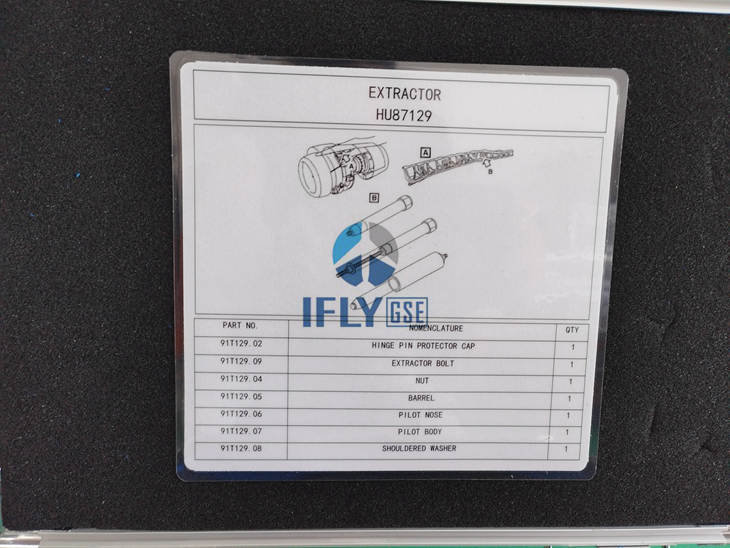 EXTRACTOR
HU87129
A
A
B
B
IFLY GSE
PART NO. NOMENCLATURE QTY
91T129.02 HINGE PIN PROTECTOR CAP 1
91T129.09 EXTRACTOR BOLT 1
91T129.04 NUT 1
91T129.05 BARREL 1
91T129.06 PILOT NOSE 1
91T129.07 PILOT BODY 1
91T129.08 SHOULDERED WASHER 1